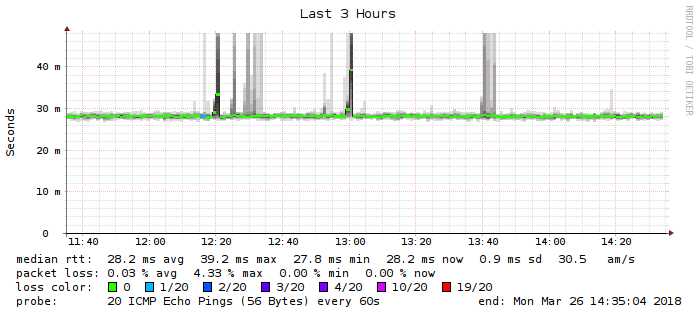 Last 3 Hours
RRDTOOL / TOBI OETIKER
Seconds
40 m
30 m
20 m
10 m
0
11:40 12:00 12:20 12:40 13:00 13:20 13:40 14:00 14:20
median rtt: 28.2 ms avg 39.2 ms max 27.8 ms min 28.2 ms now 0.9 ms sd 30.5 am/s
packet loss: 0.03 % avg 4.33 % max 0.00 % min 0.00 % now
loss color: 0 1/20 2/20 3/20 4/20 10/20 19/20
probe: 20 ICMP Echo Pings (56 Bytes) every 60s end: Mon Mar 26 14:35:04 2018